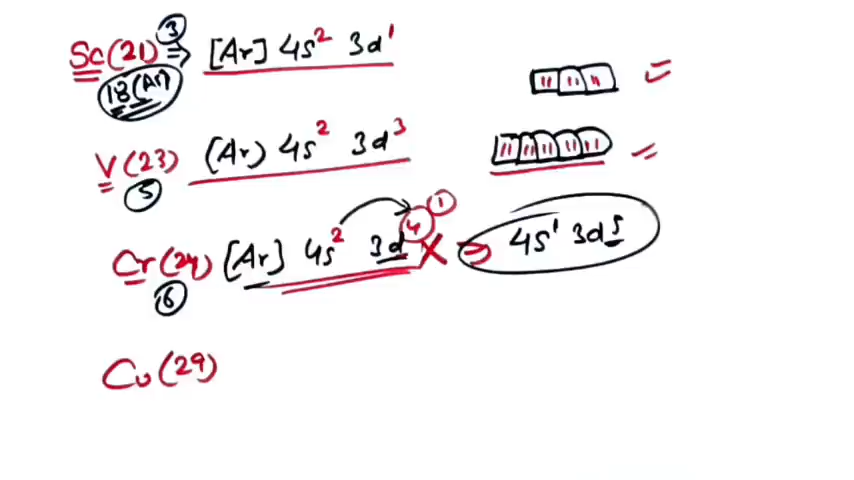 Sc(21) ③ ⇒ [Ar] 4s² 3d¹
18(Ar)
V(23) (Ar) 4s² 3d³
5
Cr(24) [Ar] 4s² 3d⁴ ① X ⇒ 4s¹ 3d⁵
6
Cu(29)